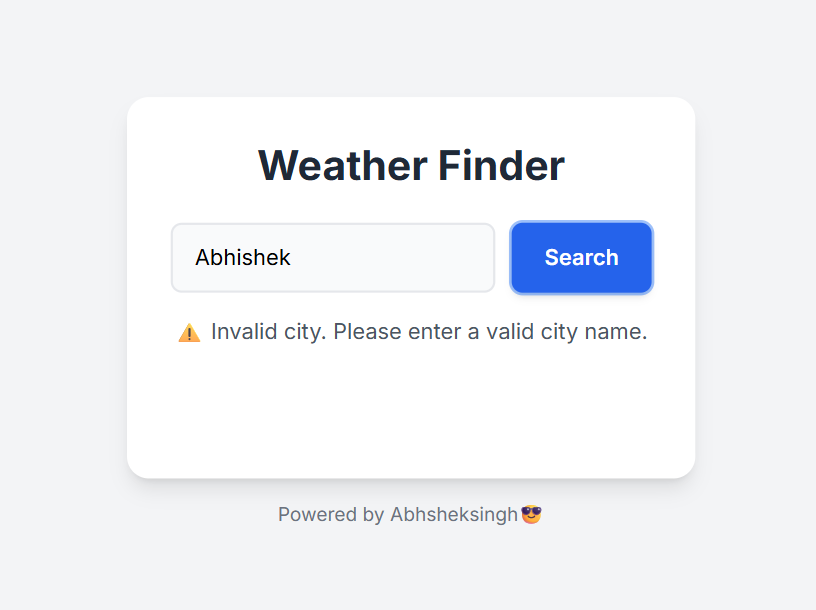 Weather Finder
Abhishek
Search
⚠️ Invalid city. Please enter a valid city name.
Powered by Abhsheksingh😎